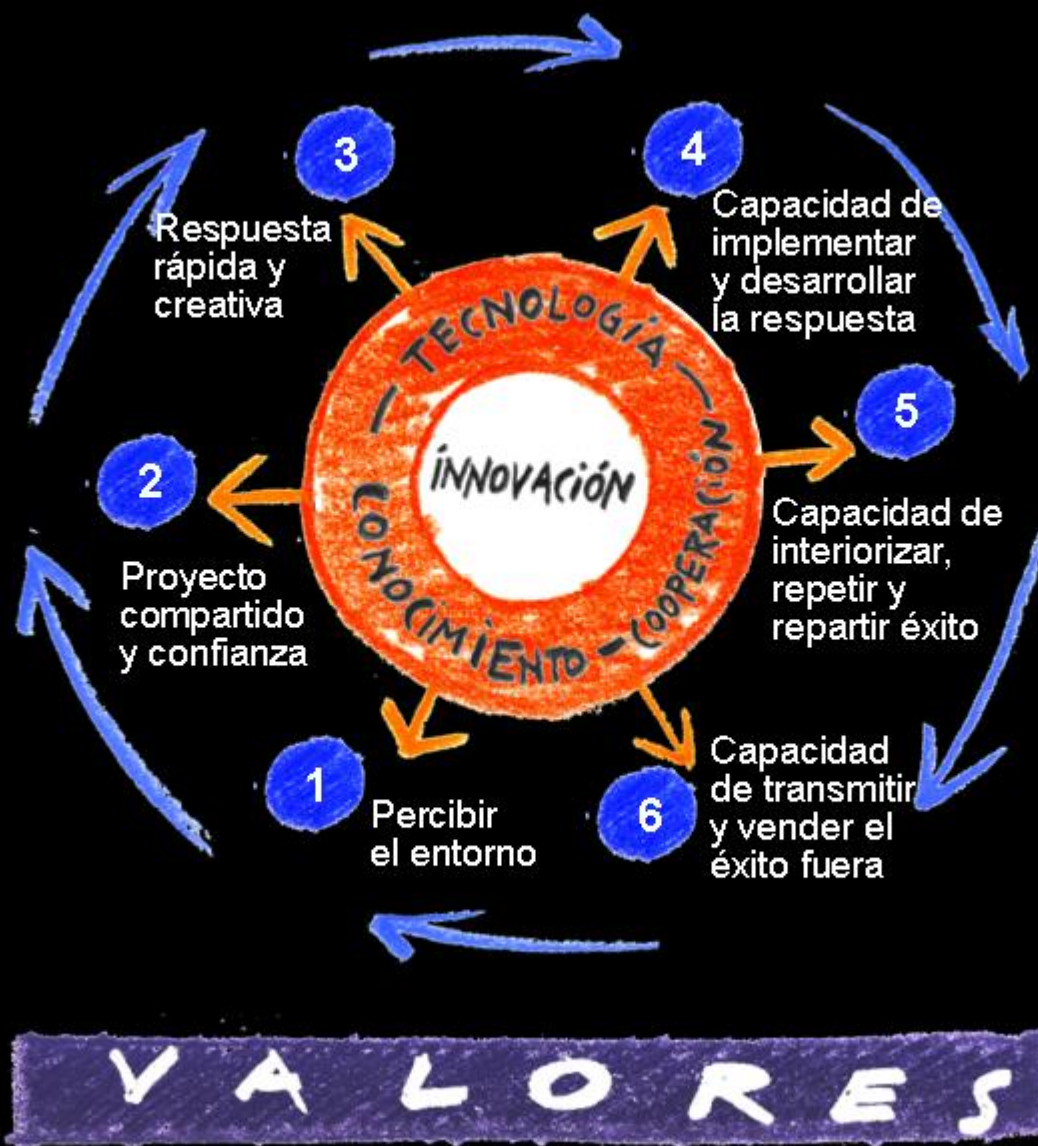 3
Respuesta
rápida y
creativa
4
Capacidad de
implementar
y desarrollar
la respuesta
TECNOLOGÍA
INNOVACIÓN
CONOCIMIENTO
COOPERACIÓN
2
Proyecto
compartido
y confianza
5
Capacidad de
interiorizar,
repetir y
repartir éxito
1
Percibir
el entorno
6
Capacidad
de transmitir
y vender el
éxito fuera
VALORES